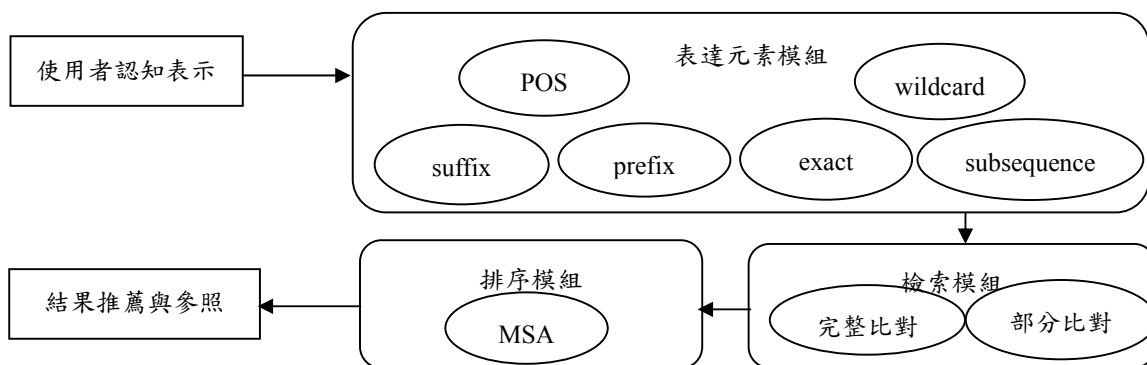 使用者認知表示
表達元素模組
POS
wildcard
suffix
prefix
exact
subsequence
結果推薦與參照
排序模組
MSA
檢索模組
完整比對
部分比對